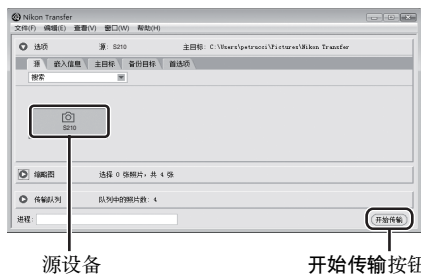 Nikon Transfer
文件(F) 编辑(E) 查看(V) 窗口(W) 帮助(H)
选项 源: S210 主目标: C:\Users\petrucci\Pictures\Nikon Transfer
源 嵌入信息 主目标 备份目标 首选项
搜索
S210
缩略图 选择 0 张照片，共 4 张
传输队列 队列中的照片数: 4
进程: 开始传输
源设备 开始传输按钮